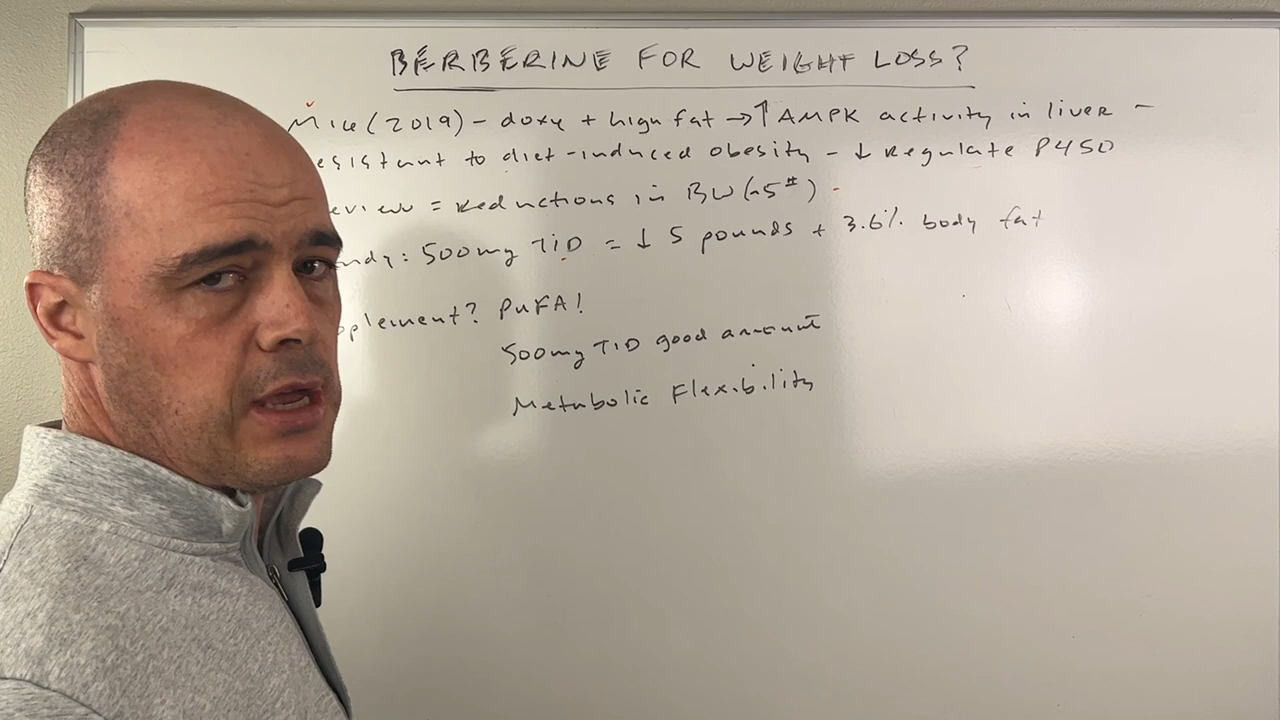 BERBERINE FOR WEIGHT LOSS?
Mice (2019) - doxy + high fat → ↑ AMPK activity in liver -
esistant to diet-induced obesity - ↓ Regulate P450
eview = Reductions in BW (~5#)
udy: 500mg TID = ↓ 5 pounds + 3.6% body fat
pplement? PUFA!
500mg TID good amount
Metabolic Flexibility